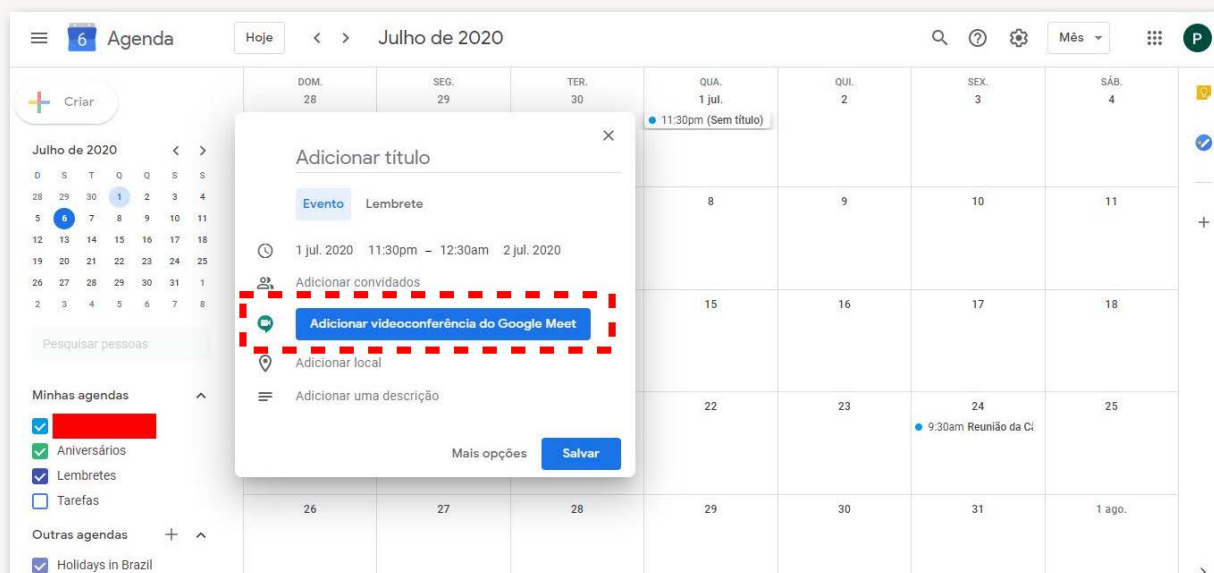 6 Agenda Hoje < > Julho de 2020 Mês
Criar
Julho de 2020 < >
D S T Q Q S S
28 29 30 1 2 3 4
5 6 7 8 9 10 11
12 13 14 15 16 17 18
19 20 21 22 23 24 25
26 27 28 29 30 31 1
2 3 4 5 6 7 8
Pesquisar pessoas
Minhas agendas
Aniversários
Lembretes
Tarefas
Outras agendas +
Holidays in Brazil
DOM. SEG. TER. QUA. QUI. SEX. SÁB.
28 29 30 1 jul. 2 3 4
11:30pm (Sem título)
Adicionar título
Evento Lembrete
1 jul. 2020 11:30pm – 12:30am 2 jul. 2020
Adicionar convidados
Adicionar videoconferência do Google Meet
Adicionar local
Adicionar uma descrição
Mais opções Salvar
8 9 10 11
15 16 17 18
22 23 24 25
9:30am Reunião da Câ
26 27 28 29 30 31 1 ago.
P